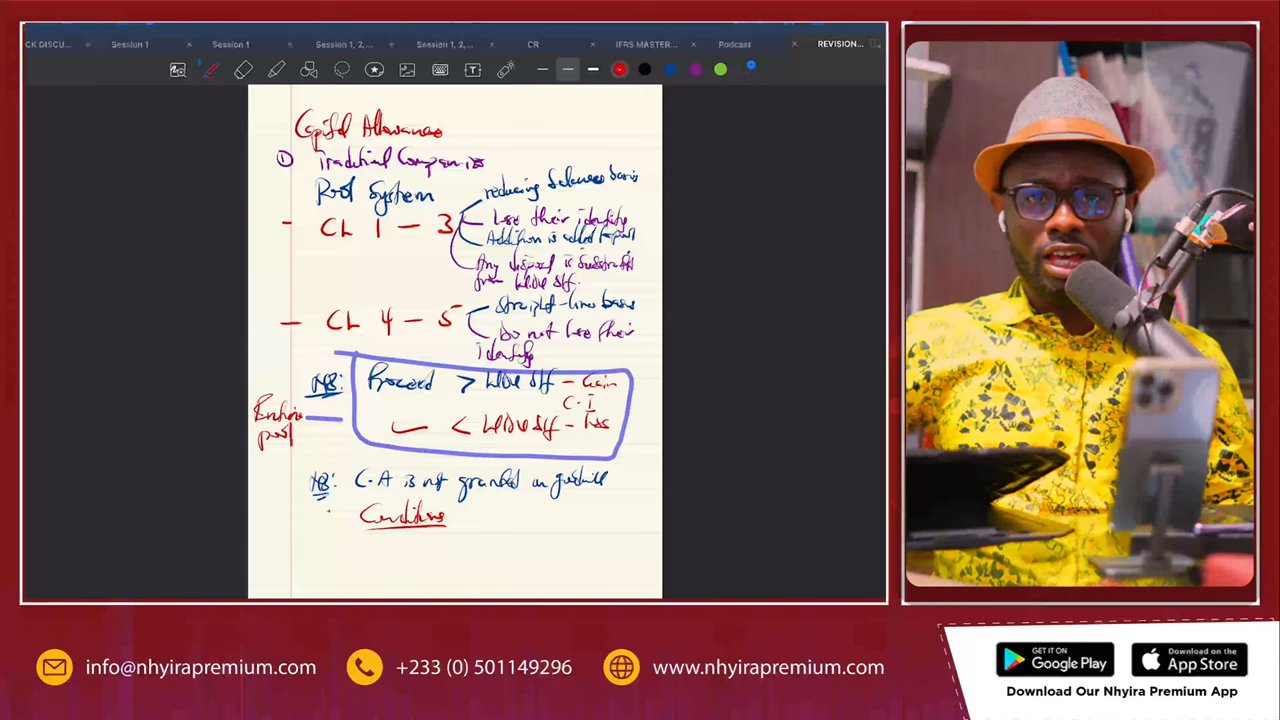 CK DISCU...
Session 1
Session 1
Session 1, 2,...
Session 1, 2,...
CR
IFRS MASTER...
Podcast
REVISION...
Capital Allowance
① Traditional Companies
Pool System
- CL 1 - 3
reducing balance basis
Lose their identity
Addition is added to pool
Any disposal is subtracted
from WDV b/f.
- CL 4 - 5
straight-line basis
Do not lose their
identity
NB: Proceed > WDV b/f - Gain
C.I
< WDV b/f - loss
Entire
pool
NB: C.A is not granted on goodwill
Conditions
info@nhyirapremium.com
+233 (0) 501149296
www.nhyirapremium.com
GET IT ON
Google Play
Download on the
App Store
Download Our Nhyira Premium App